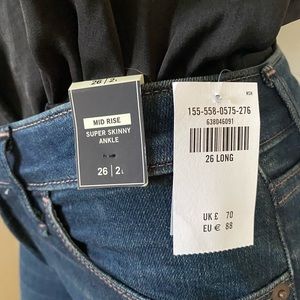 26 / 2L
MID RISE
SUPER SKINNY
ANKLE
26 | 2L
155-558-0575-276
638046091
26 LONG
UK £ 70
EU € 88